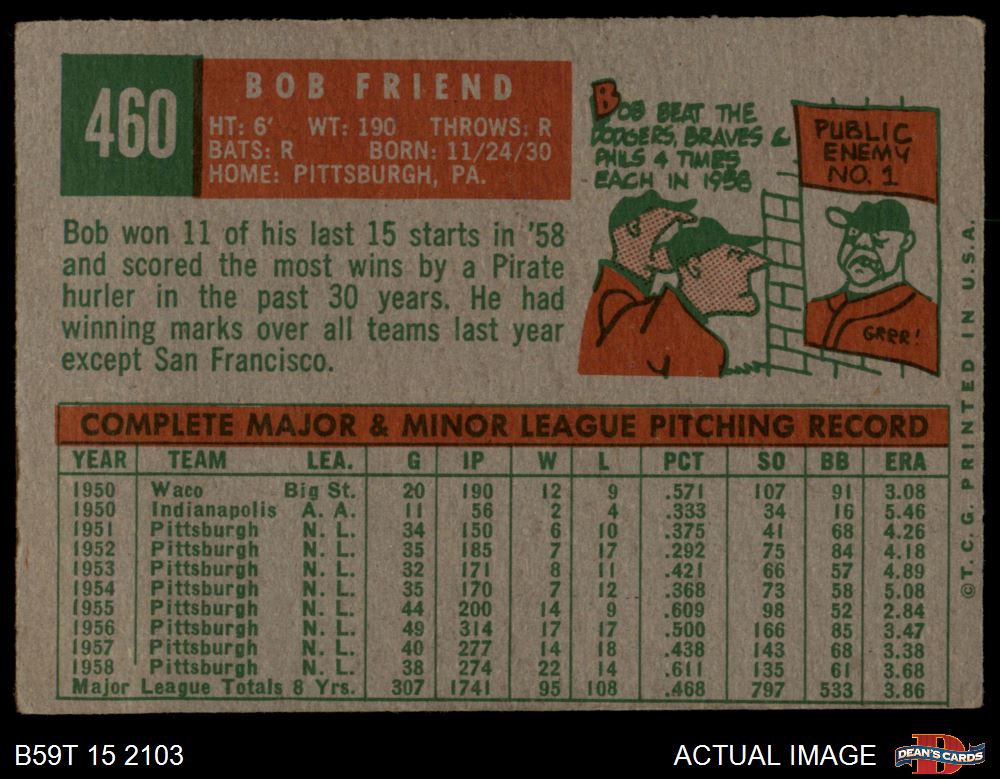 460
BOB FRIEND
HT: 6' WT: 190 THROWS: R
BATS: R BORN: 11/24/30
HOME: PITTSBURGH, PA.
BOB BEAT THE
DODGERS, BRAVES &
PHILS 4 TIMES
EACH IN 1958
PUBLIC
ENEMY
NO. 1
GRRR!
Bob won 11 of his last 15 starts in '58
and scored the most wins by a Pirate
hurler in the past 30 years. He had
winning marks over all teams last year
except San Francisco.
COMPLETE MAJOR & MINOR LEAGUE PITCHING RECORD
YEAR TEAM LEA. G IP W L PCT SO BB ERA
1950 Waco Big St. 20 190 12 9 .571 107 91 3.08
1950 Indianapolis A. A. 11 56 2 4 .333 34 16 5.46
1951 Pittsburgh N. L. 34 150 6 10 .375 41 68 4.26
1952 Pittsburgh N. L. 35 185 7 17 .292 75 84 4.18
1953 Pittsburgh N. L. 32 171 8 11 .421 66 57 4.89
1954 Pittsburgh N. L. 35 170 7 12 .368 73 58 5.08
1955 Pittsburgh N. L. 44 200 14 9 .609 98 52 2.84
1956 Pittsburgh N. L. 49 314 17 17 .500 166 85 3.47
1957 Pittsburgh N. L. 40 277 14 18 .438 143 68 3.38
1958 Pittsburgh N. L. 38 274 22 14 .611 135 61 3.68
Major League Totals 8 Yrs. 307 1741 95 108 .468 797 533 3.86
© T. C. G. PRINTED IN U.S.A.
B59T 15 2103
ACTUAL IMAGE
D
DEAN'S CARDS